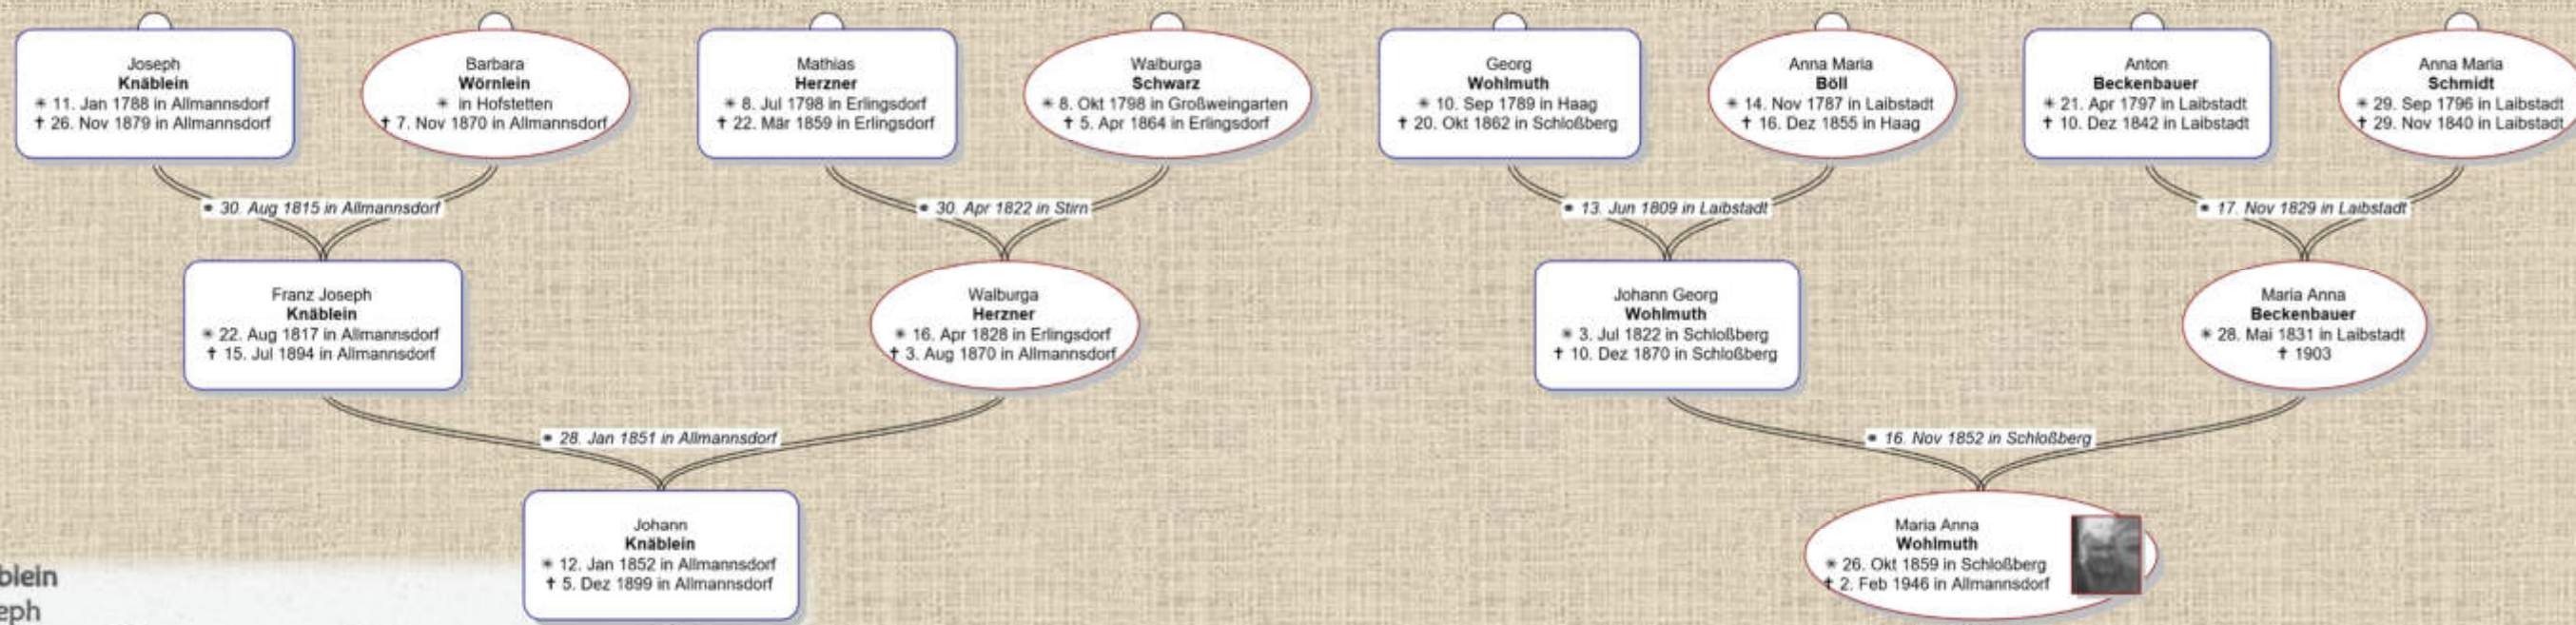 Joseph
Knäblein
✴ 11. Jan 1788 in Allmannsdorf
✝ 26. Nov 1879 in Allmannsdorf
Barbara
Wörnlein
✴ in Hofstetten
✝ 7. Nov 1870 in Allmannsdorf
Mathias
Herzner
✴ 8. Jul 1798 in Erlingsdorf
✝ 22. Mär 1859 in Erlingsdorf
Walburga
Schwarz
✴ 8. Okt 1798 in Großweingarten
✝ 5. Apr 1864 in Erlingsdorf
Georg
Wohlmuth
✴ 10. Sep 1789 in Haag
✝ 20. Okt 1862 in Schloßberg
Anna Maria
Böll
✴ 14. Nov 1787 in Laibstadt
✝ 16. Dez 1855 in Haag
Anton
Beckenbauer
✴ 21. Apr 1797 in Laibstadt
✝ 10. Dez 1842 in Laibstadt
Anna Maria
Schmidt
✴ 29. Sep 1796 in Laibstadt
✝ 29. Nov 1840 in Laibstadt
⚭ 30. Aug 1815 in Allmannsdorf
⚭ 30. Apr 1822 in Stirn
⚭ 13. Jun 1809 in Laibstadt
⚭ 17. Nov 1829 in Laibstadt
Franz Joseph
Knäblein
✴ 22. Aug 1817 in Allmannsdorf
✝ 15. Jul 1894 in Allmannsdorf
Walburga
Herzner
✴ 16. Apr 1828 in Erlingsdorf
✝ 3. Aug 1870 in Allmannsdorf
Johann Georg
Wohlmuth
✴ 3. Jul 1822 in Schloßberg
✝ 10. Dez 1870 in Schloßberg
Maria Anna
Beckenbauer
✴ 28. Mai 1831 in Laibstadt
✝ 1903
⚭ 28. Jan 1851 in Allmannsdorf
⚭ 16. Nov 1852 in Schloßberg
Johann
Knäblein
✴ 12. Jan 1852 in Allmannsdorf
✝ 5. Dez 1899 in Allmannsdorf
Maria Anna
Wohlmuth
✴ 26. Okt 1859 in Schloßberg
✝ 2. Feb 1946 in Allmannsdorf
blein
eph